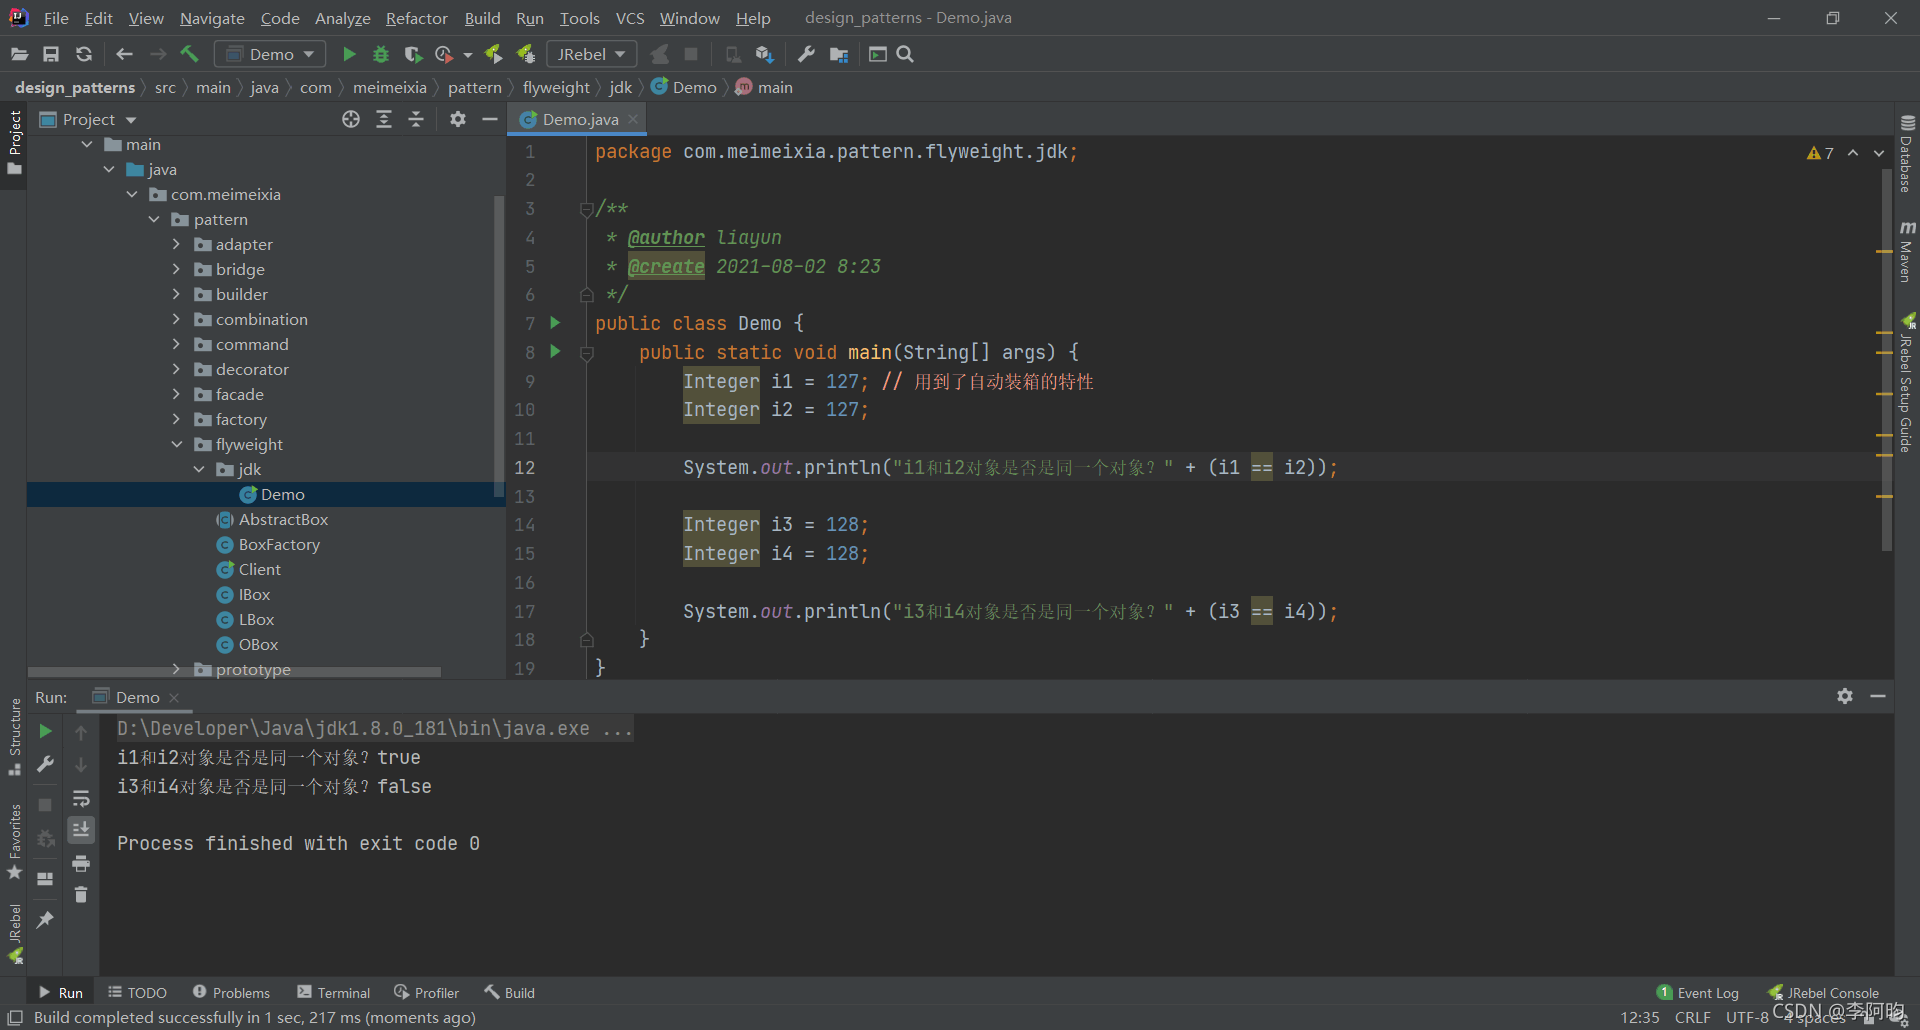 File Edit View Navigate Code Analyze Refactor Build Run Tools VCS Window Help design_patterns - Demo.java
Demo JRebel
design_patterns src main java com meimeixia pattern flyweight jdk Demo main
Project
Project
Demo.java
main
java
com.meimeixia
pattern
adapter
bridge
builder
combination
command
decorator
facade
factory
flyweight
jdk
Demo
AbstractBox
BoxFactory
Client
IBox
LBox
OBox
prototype
7
1 package com.meimeixia.pattern.flyweight.jdk;
2
3 /**
4 * @author liayun
5 * @create 2021-08-02 8:23
6 */
7 public class Demo {
8 public static void main(String[] args) {
9 Integer i1 = 127; // 用到了自动装箱的特性
10 Integer i2 = 127;
11
12 System.out.println("i1和i2对象是否是同一个对象？" + (i1 == i2));
13
14 Integer i3 = 128;
15 Integer i4 = 128;
16
17 System.out.println("i3和i4对象是否是同一个对象？" + (i3 == i4));
18 }
19 }
Database
Maven
JRebel Setup Guide
Run: Demo
D:\Developer\Java\jdk1.8.0_181\bin\java.exe ...
i1和i2对象是否是同一个对象？true
i3和i4对象是否是同一个对象？false
Process finished with exit code 0
Structure
Favorites
JRebel
Run TODO Problems Terminal Profiler Build 1 Event Log JRebel Console
Build completed successfully in 1 sec, 217 ms (moments ago) 12:35 CRLF UTF-8 4 spaces
CSDN @李阿昀